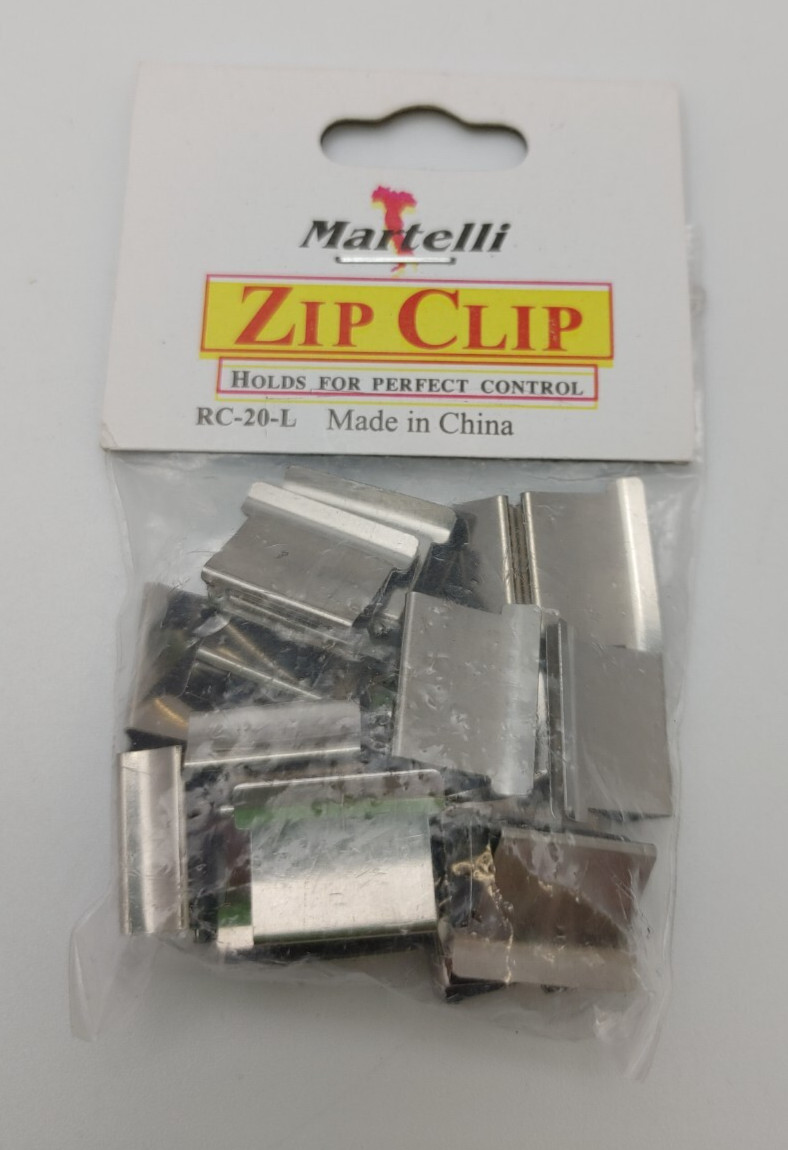 Martelli
ZIP CLIP
HOLDS FOR PERFECT CONTROL
RC-20-L Made in China